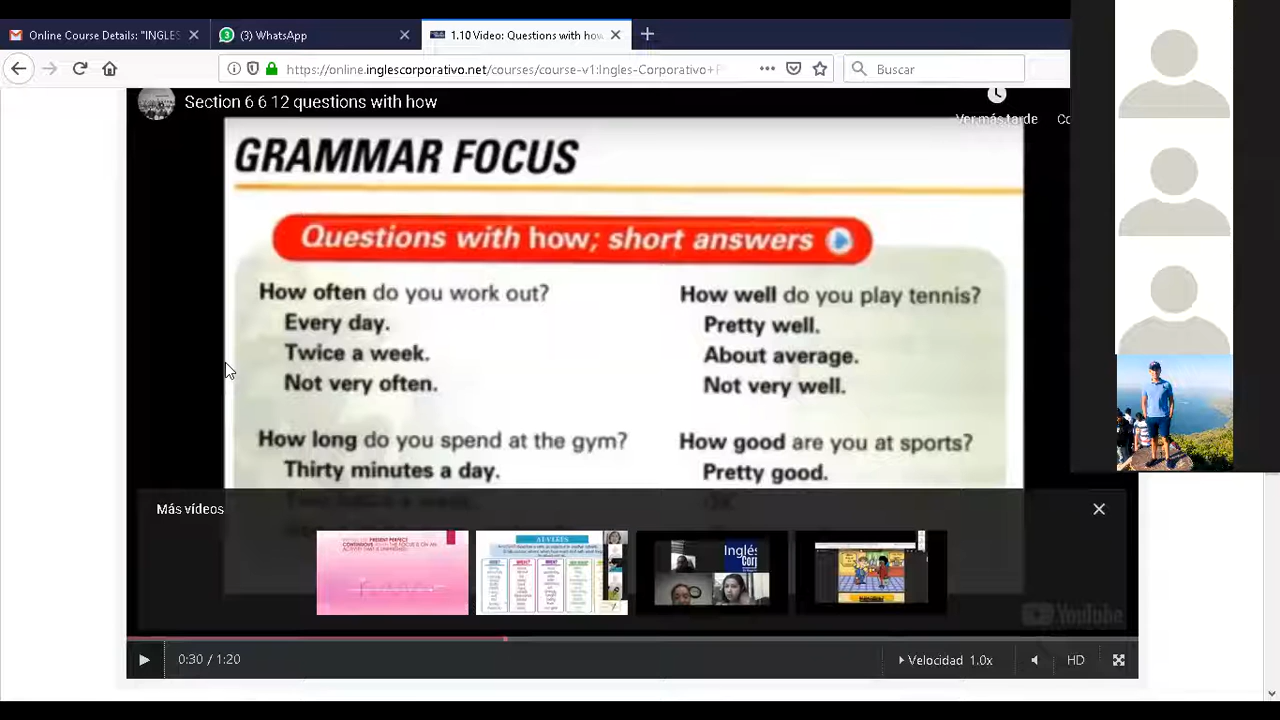 Online Course Details: "INGLES
(3) WhatsApp
1.10 Video: Questions with how
https://online.inglescorporativo.net/courses/course-v1:Ingles-Corporativo+
Buscar
Section 6 6 12 questions with how
Ver más tarde
GRAMMAR FOCUS
Questions with how; short answers
How often do you work out?
Every day.
Twice a week.
Not very often.
How long do you spend at the gym?
Thirty minutes a day.
How well do you play tennis?
Pretty well.
About average.
Not very well.
How good are you at sports?
Pretty good.
Más vídeos
ADVERBS
Inglés
YouTube
0:30 / 1:20
Velocidad 1.0x
HD